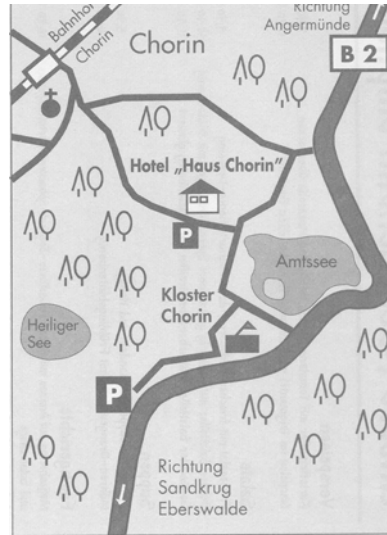 Bahnhof
Chorin
Chorin
Richtung
Angermünde
B 2
Hotel „Haus Chorin"
P
Amtssee
Kloster
Chorin
Heiliger
See
P
Richtung
Sandkrug
Eberswalde